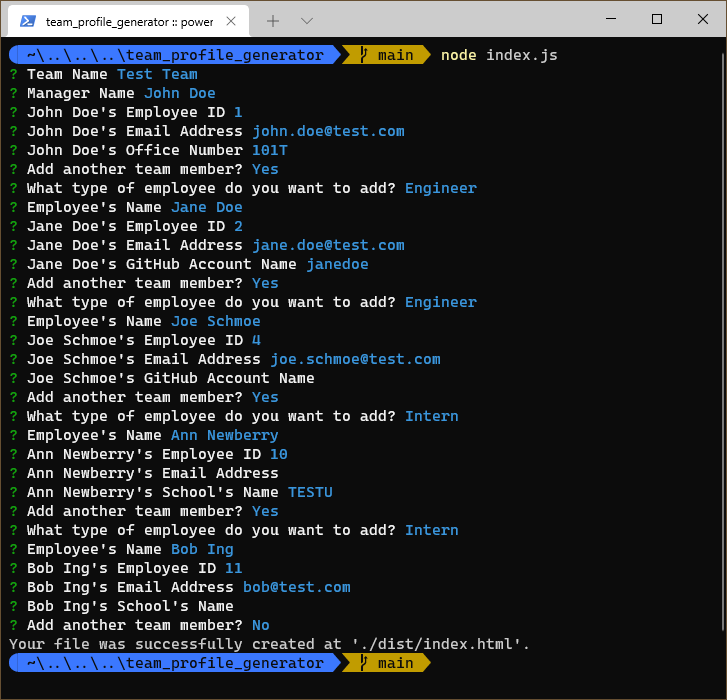 team_profile_generator :: power
~\..\..\..\team_profile_generator main node index.js
? Team Name Test Team
? Manager Name John Doe
? John Doe's Employee ID 1
? John Doe's Email Address john.doe@test.com
? John Doe's Office Number 101T
? Add another team member? Yes
? What type of employee do you want to add? Engineer
? Employee's Name Jane Doe
? Jane Doe's Employee ID 2
? Jane Doe's Email Address jane.doe@test.com
? Jane Doe's GitHub Account Name janedoe
? Add another team member? Yes
? What type of employee do you want to add? Engineer
? Employee's Name Joe Schmoe
? Joe Schmoe's Employee ID 4
? Joe Schmoe's Email Address joe.schmoe@test.com
? Joe Schmoe's GitHub Account Name
? Add another team member? Yes
? What type of employee do you want to add? Intern
? Employee's Name Ann Newberry
? Ann Newberry's Employee ID 10
? Ann Newberry's Email Address
? Ann Newberry's School's Name TESTU
? Add another team member? Yes
? What type of employee do you want to add? Intern
? Employee's Name Bob Ing
? Bob Ing's Employee ID 11
? Bob Ing's Email Address bob@test.com
? Bob Ing's School's Name
? Add another team member? No
Your file was successfully created at './dist/index.html'.
~\..\..\..\team_profile_generator main